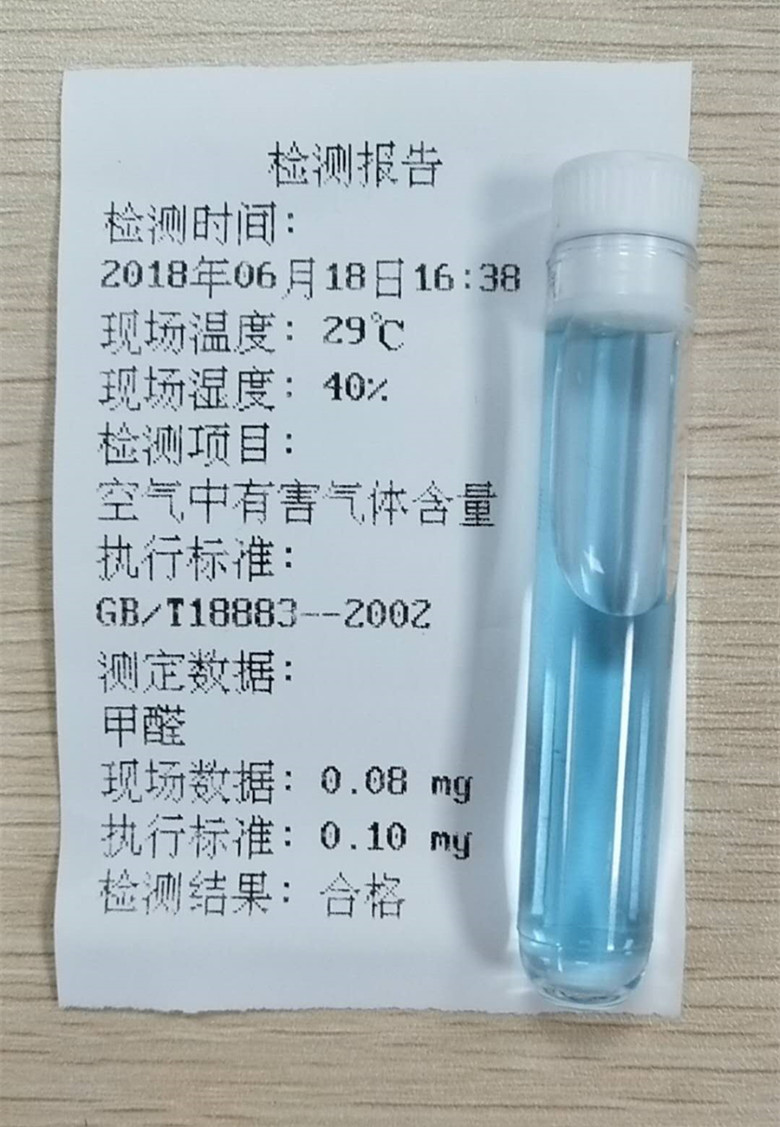 检测报告
检测时间:
2018年06月18日16:38
现场温度: 29℃
现场湿度: 40%
检测项目:
空气中有害气体含量
执行标准:
GB/T18883--2002
测定数据:
甲醛
现场数据: 0.08 mg
执行标准: 0.10 mg
检测结果: 合格